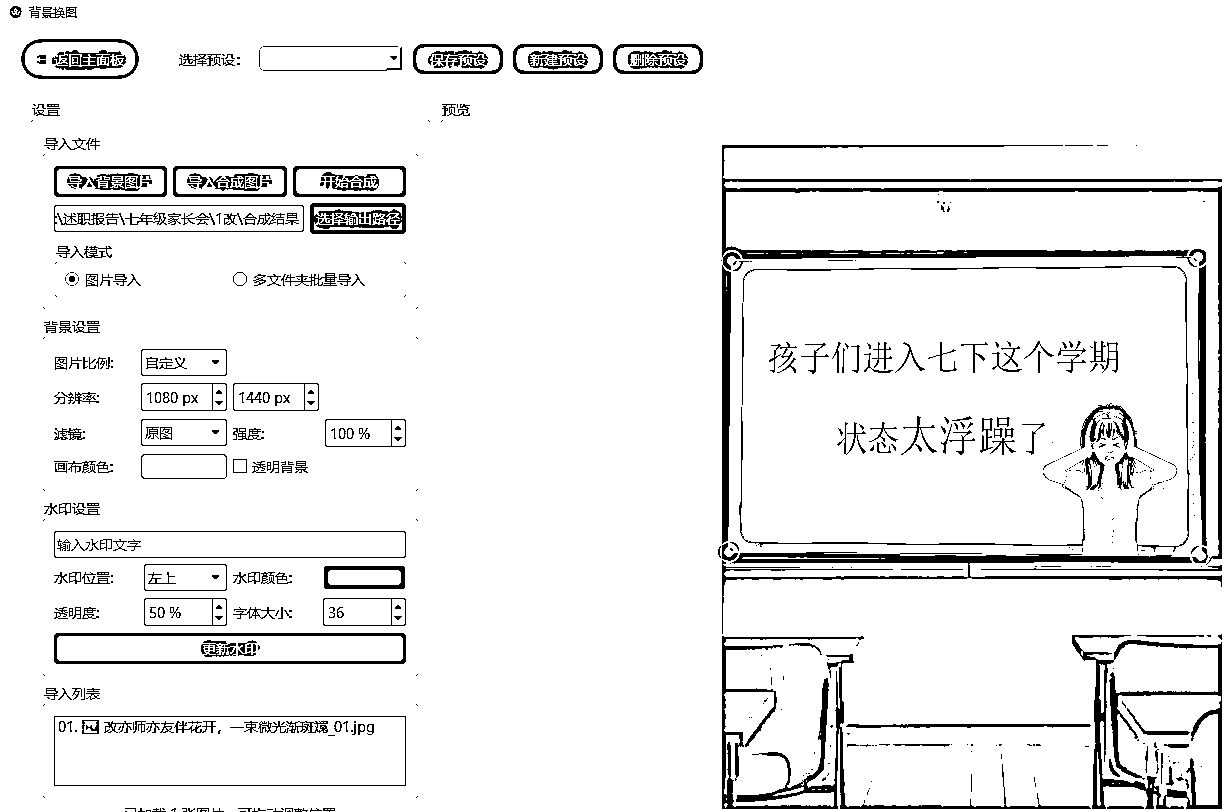 背景换图
返回主面板 选择预设: 保存预设 新建预设 删除预设
设置
导入文件
导入背景图片 导入合成图片 开始合成
\述职报告\七年级家长会\1改\合成结果 选择输出路径
导入模式
图片导入 多文件夹批量导入
背景设置
图片比例: 自定义
分辨率: 1080 px 1440 px
滤镜: 原图 强度: 100 %
画布颜色: 透明背景
水印设置
输入水印文字
水印位置: 左上 水印颜色:
透明度: 50 % 字体大小: 36
更新水印
导入列表
01. 改亦师亦友伴花开，一束微光渐斑斓_01.jpg
预览
孩子们进入七下这个学期
状态太浮躁了